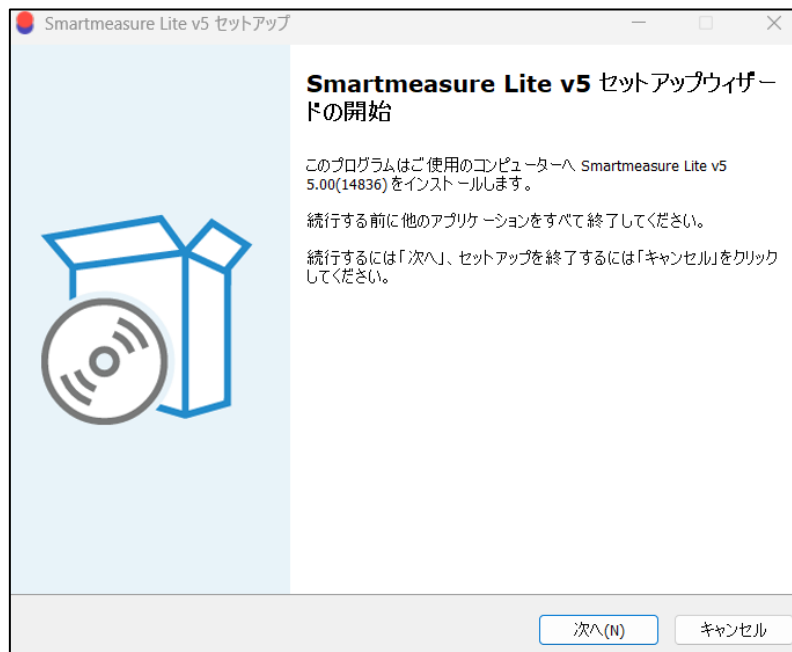 Smartmeasure Lite v5 セットアップ
Smartmeasure Lite v5 セットアップウィザー
ドの開始
このプログラムはご使用のコンピューターへ Smartmeasure Lite v5
5.00(14836) をインストールします。
続行する前に他のアプリケーションをすべて終了してください。
続行するには「次へ」、セットアップを終了するには「キャンセル」をクリック
してください。
次へ(N)
キャンセル